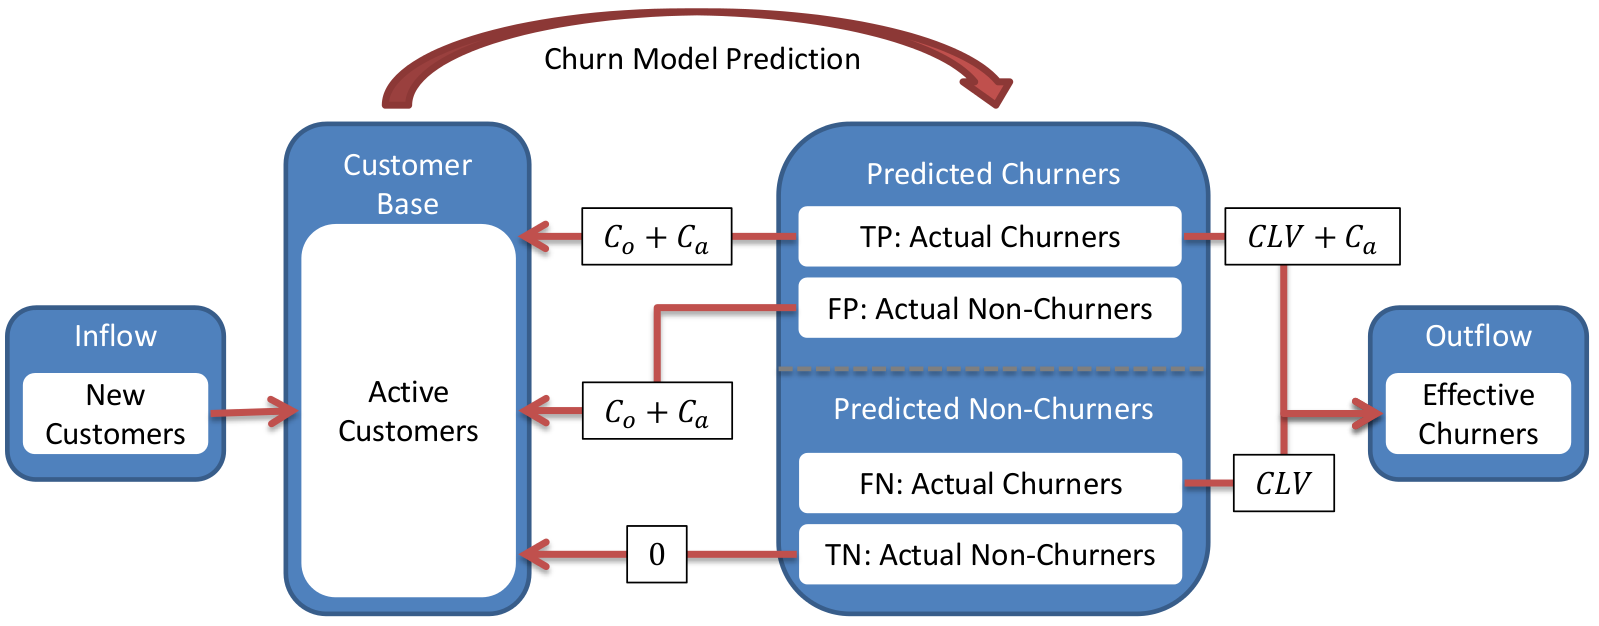 Churn Model Prediction
Customer
Base
Predicted Churners
C_o + C_a
TP: Actual Churners
CLV + C_a
FP: Actual Non-Churners
Inflow
New
Customers
Active
Customers
C_o + C_a
Predicted Non-Churners
Outflow
Effective
Churners
FN: Actual Churners
CLV
0
TN: Actual Non-Churners